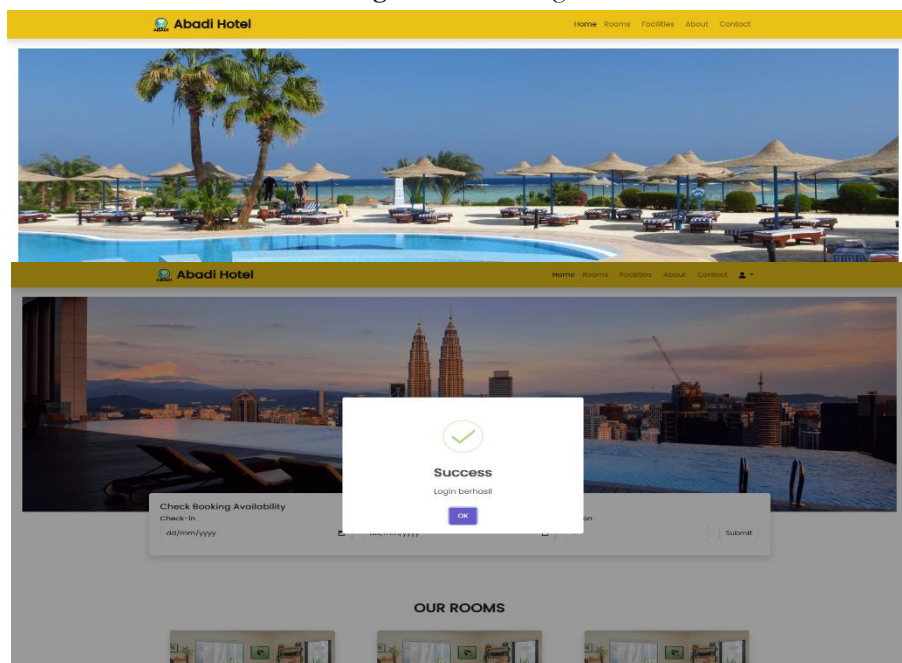 Abadi Hotel
Home Rooms Facilities About Contact
Abadi Hotel
Home Rooms Facilities About Contact
Success
Login berhasil
OK
Check Booking Availability
Check-in
on
dd/mm/yyyy
Submit
OUR ROOMS